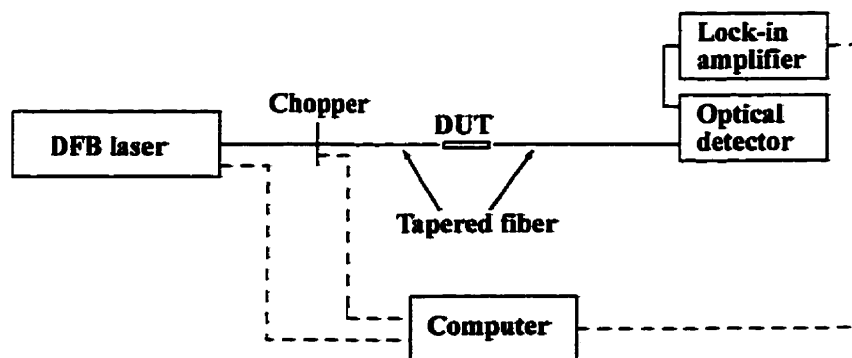 Lock-in
amplifier
Chopper
Optical
detector
DUT
DFB laser
Tapered fiber
Computer